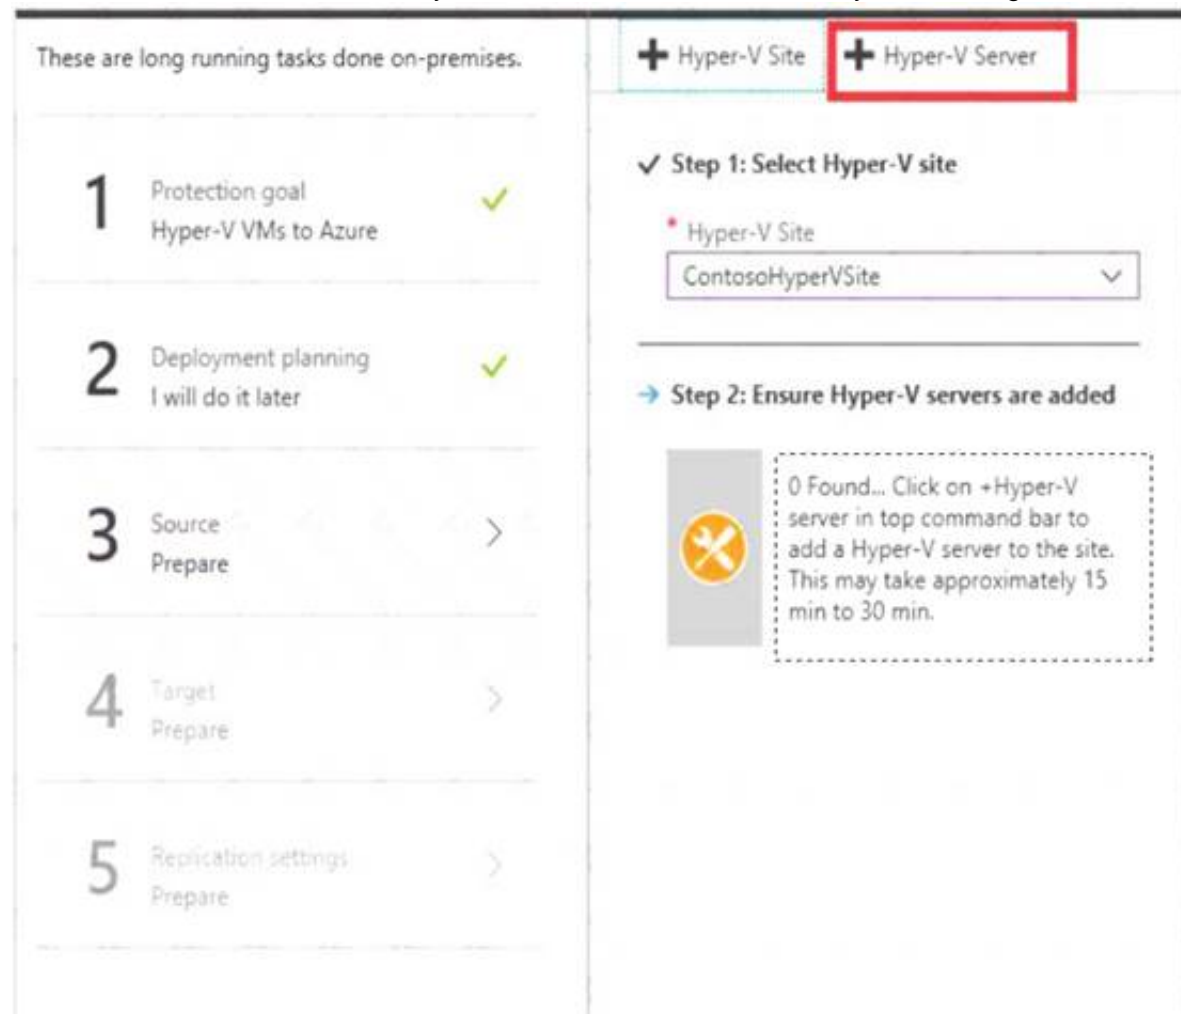 These are long running tasks done on-premises.
1
Protection goal
Hyper-V VMs to Azure
2
Deployment planning
I will do it later
3
Source
Prepare
4
Target
Prepare
5
Replication settings
Prepare
Hyper-V Site
Hyper-V Server
Step 1: Select Hyper-V site
* Hyper-V Site
ContosoHyperVSite
Step 2: Ensure Hyper-V servers are added
0 Found... Click on +Hyper-V
server in top command bar to
add a Hyper-V server to the site.
This may take approximately 15
min to 30 min.